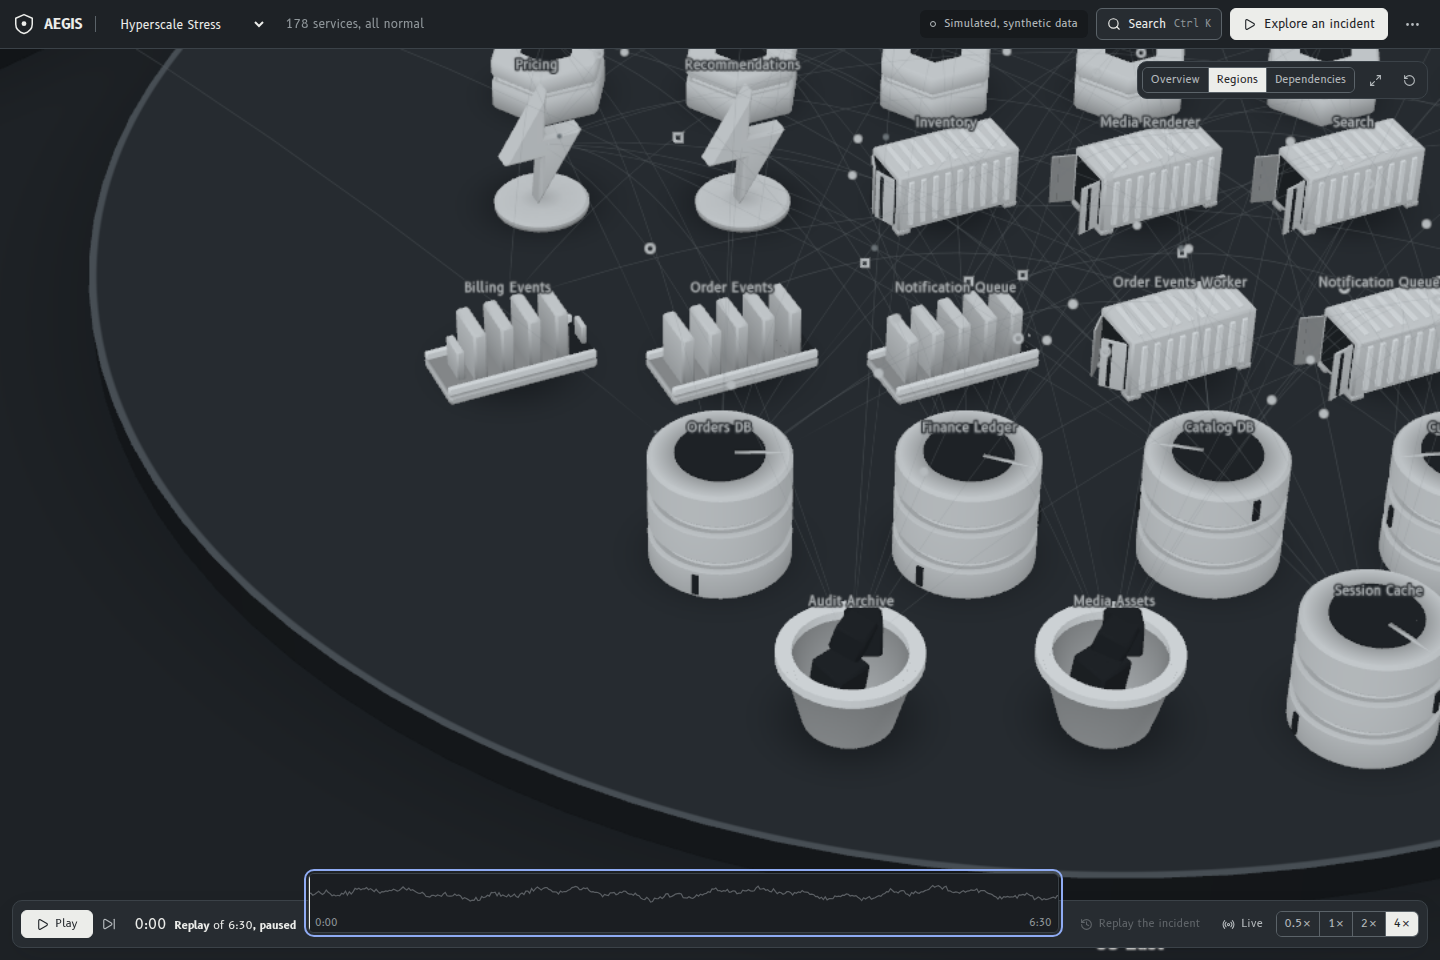 AEGIS
Hyperscale Stress
178 services, all normal
Simulated, synthetic data
Search Ctrl K
Explore an incident
Overview Regions Dependencies
Pricing
Recommendations
Inventory
Media Renderer
Search
Billing Events
Order Events
Notification Queue
Order Events Worker
Notification Queue
Orders DB
Finance Ledger
Catalog DB
Audit Archive
Media Assets
Session Cache
Play
0:00 Replay of 6:30, paused
0:00
6:30
Replay the incident
Live
0.5× 1× 2× 4×